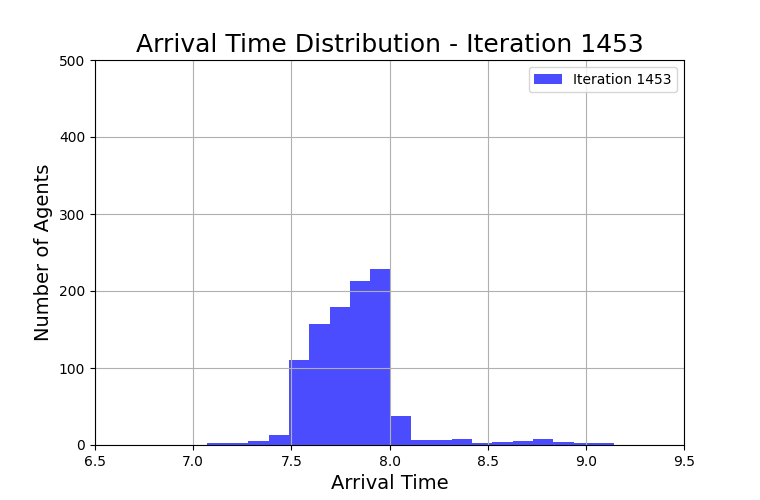 Arrival Time Distribution - Iteration 1453
Iteration 1453
500
400
300
200
100
0
Number of Agents
6.5 7.0 7.5 8.0 8.5 9.0 9.5
Arrival Time